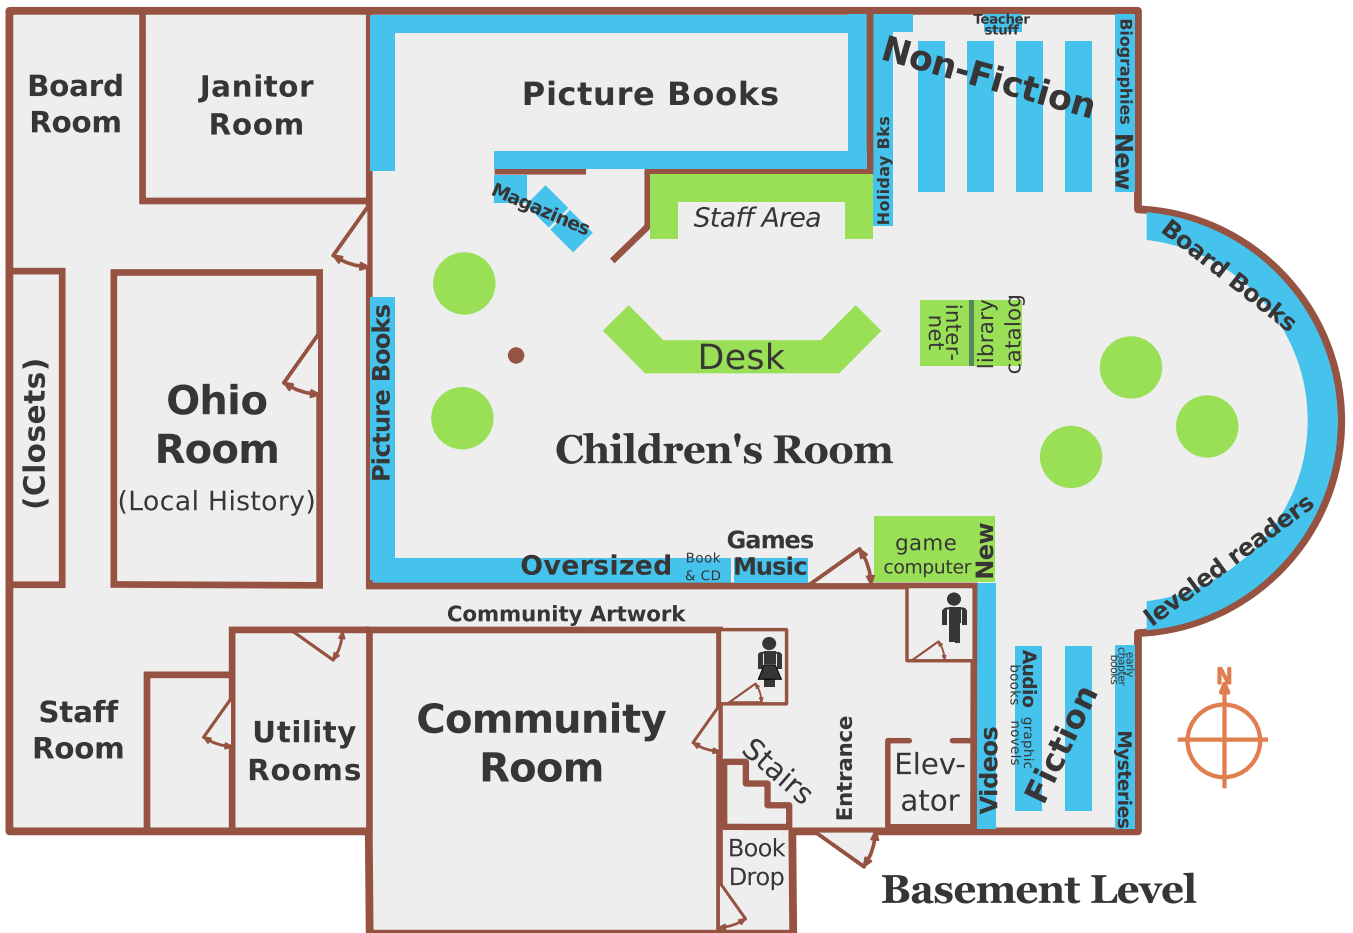 Board
Room
Janitor
Room
Picture Books
Teacher
stuff
Non-Fiction
Biographies
New
Holiday Bks
Magazines
Staff Area
Board Books
Picture Books
Desk
inter-
net
library
catalog
(Closets)
Ohio
Room
(Local History)
Children's Room
leveled readers
Oversized
Book
& CD
Games
Music
game
computer
New
Community Artwork
Staff
Room
Utility
Rooms
Community
Room
Stairs
Entrance
Elev-
ator
Videos
Audio
books
graphic
novels
Fiction
early
chapter
books
Mysteries
N
Book
Drop
Basement Level